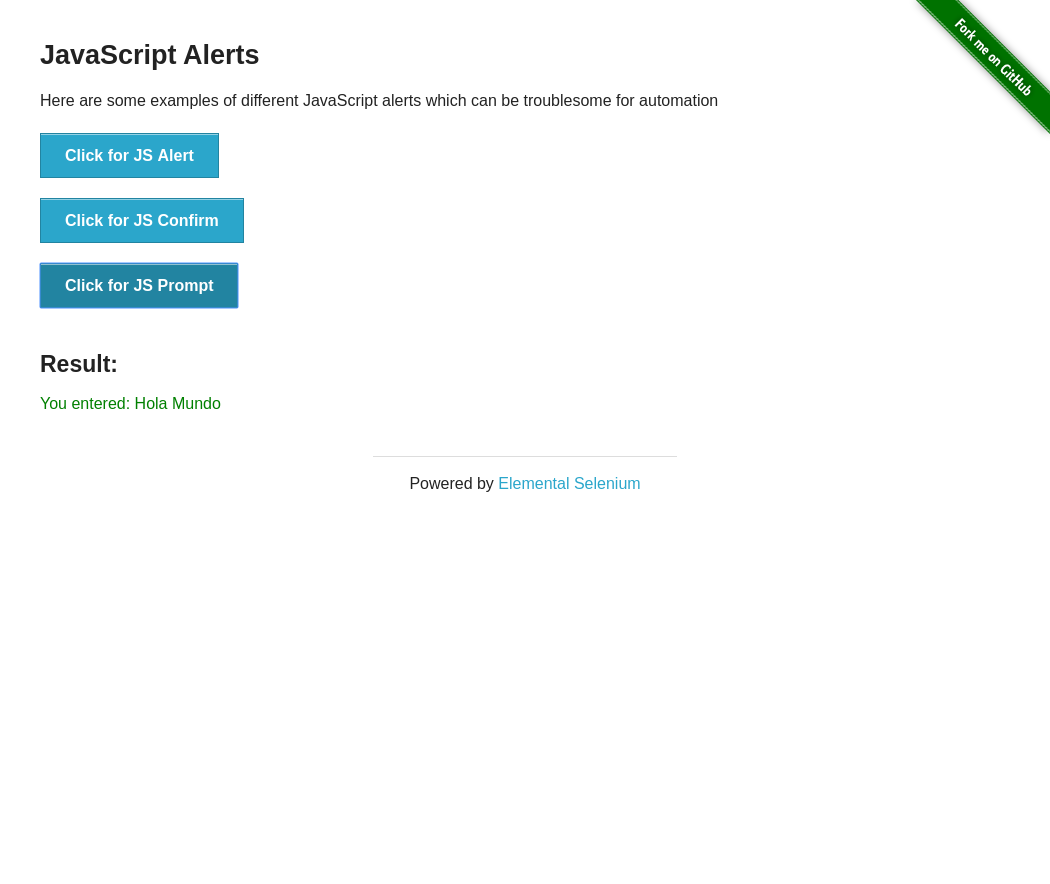 Fork me on GitHub
JavaScript Alerts
Here are some examples of different JavaScript alerts which can be troublesome for automation
Click for JS Alert
Click for JS Confirm
Click for JS Prompt
Result:
You entered: Hola Mundo
Powered by Elemental Selenium